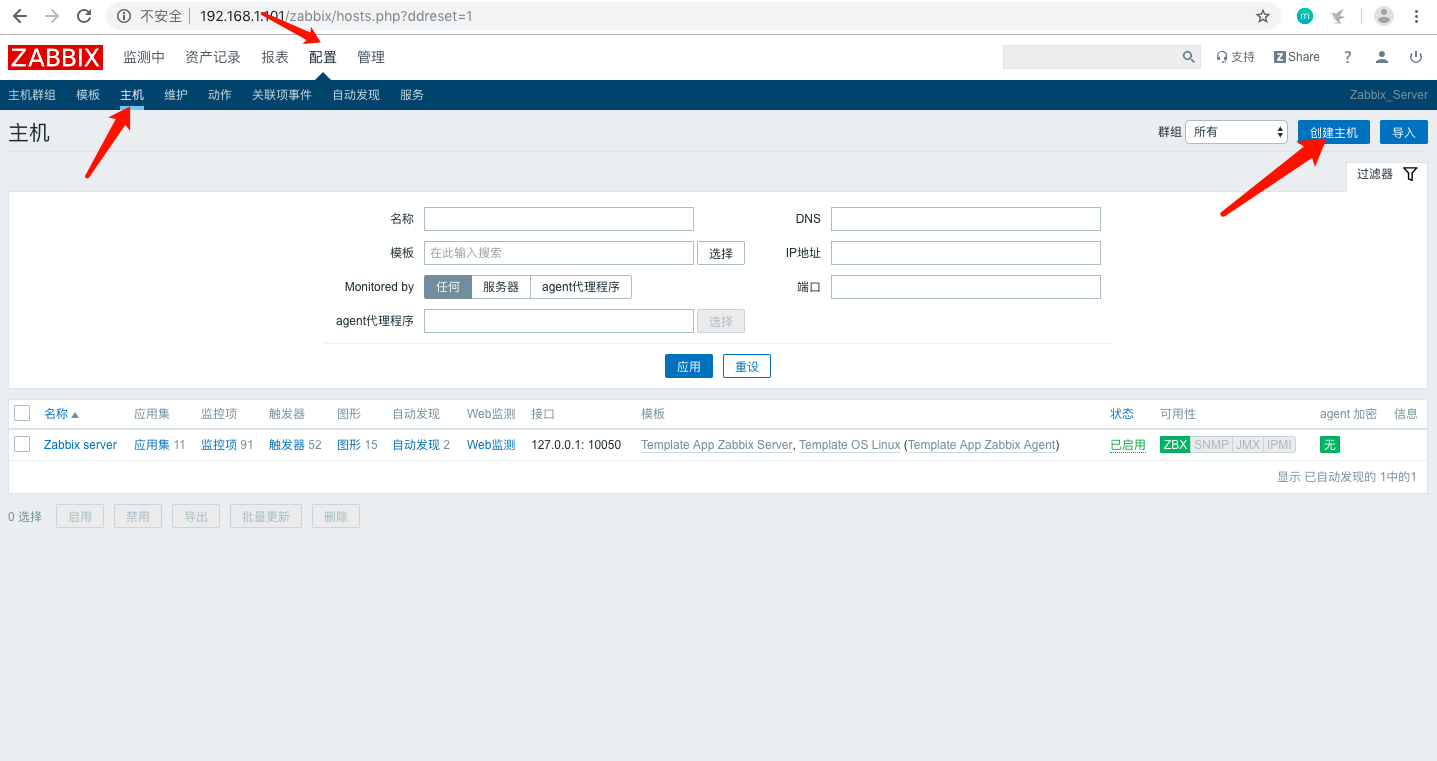 不安全 192.168.1.101/zabbix/hosts.php?ddreset=1 m
ZABBIX 监测中 资产记录 报表 配置 管理 支持 Z Share ?
主机群组 模板 主机 维护 动作 关联项事件 自动发现 服务 Zabbix_Server
主机 群组 所有 创建主机 导入
过滤器
名称 DNS
模板 在此输入搜索 选择 IP地址
Monitored by 任何 服务器 agent代理程序 端口
agent代理程序 选择
应用 重设
名称 应用集 监控项 触发器 图形 自动发现 Web监测 接口 模板 状态 可用性 agent 加密 信息
Zabbix server 应用集 11 监控项 91 触发器 52 图形 15 自动发现 2 Web监测 127.0.0.1: 10050 Template App Zabbix Server, Template OS Linux (Template App Zabbix Agent) 已启用 ZBX SNMP JMX IPMI 无
显示 已自动发现的 1中的1
0 选择 启用 禁用 导出 批量更新 删除